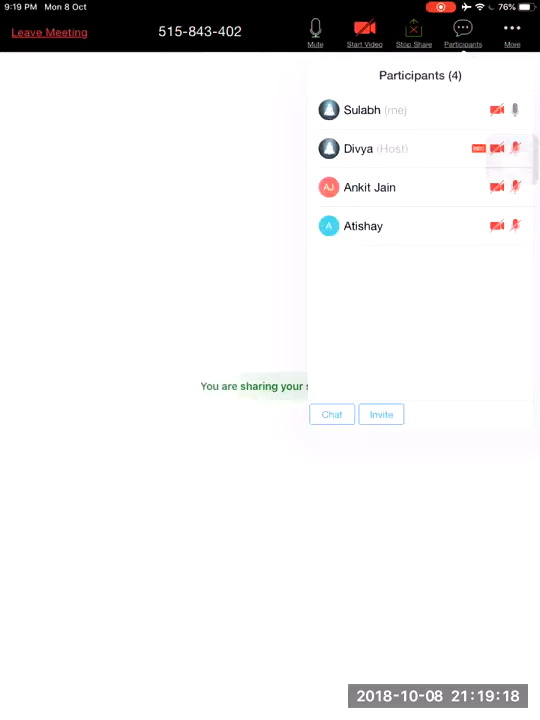 9:19 PM Mon 8 Oct 76%
Leave Meeting 515-843-402 Mute Start Video Stop Share Participants More
Participants (4)
Sulabh (me)
Divya (Host) REC
AJ Ankit Jain
A Atishay
You are sharing your s
Chat Invite
2018-10-08 21:19:18